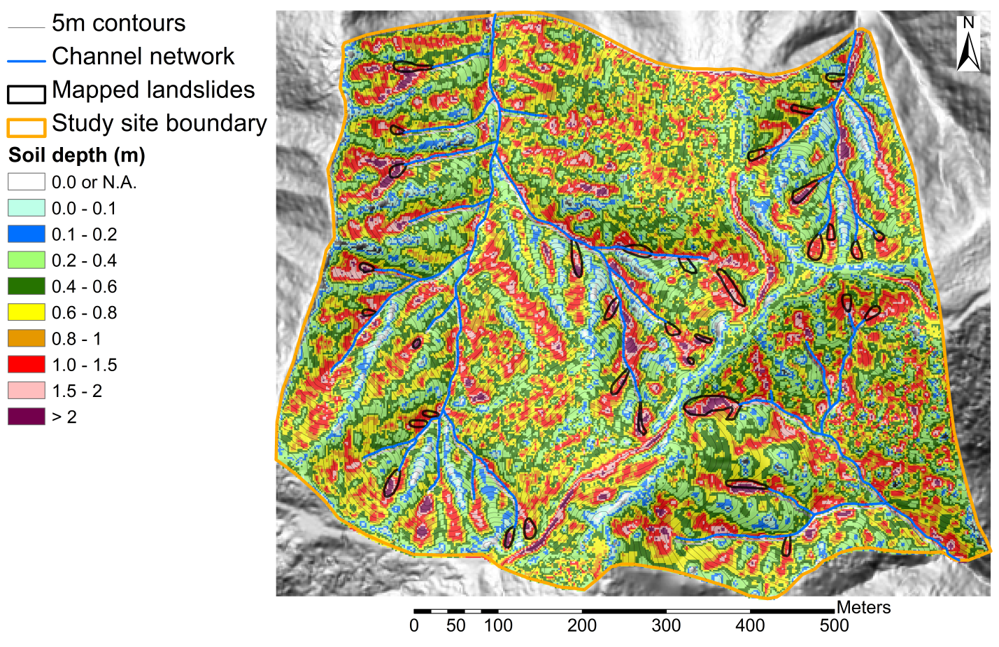 5m contours
Channel network
Mapped landslides
Study site boundary
Soil depth (m)
0.0 or N.A.
0.0 - 0.1
0.1 - 0.2
0.2 - 0.4
0.4 - 0.6
0.6 - 0.8
0.8 - 1
1.0 - 1.5
1.5 - 2
> 2
N
Meters
0 50 100 200 300 400 500